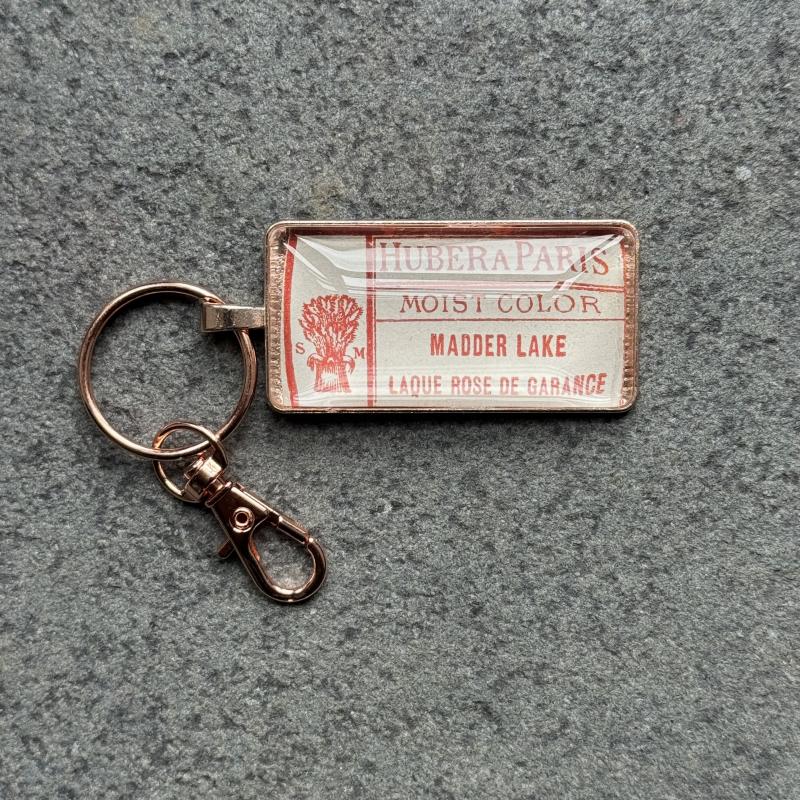 HUBER A PARIS
MOIST COLOR
S M
MADDER LAKE
LAQUE ROSE DE GARANCE